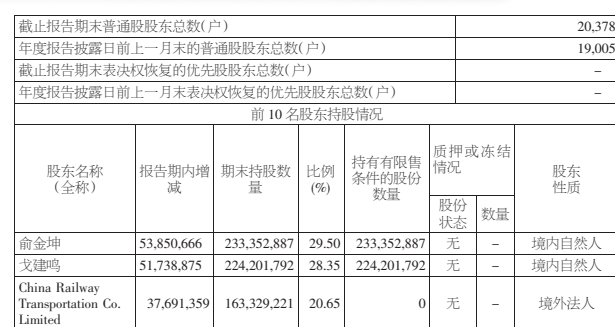 截止报告期末普通股股东总数(户) 20,378
年度报告披露日前上一月末的普通股股东总数(户) 19,005
截止报告期末表决权恢复的优先股股东总数(户) –
年度报告披露日前上一月末表决权恢复的优先股股东总数(户) –
前10名股东持股情况
股东名称
(全称)
报告期内增
减
期末持股数
量
比例
(%)
持有有限售
条件的股份
数量
质押或冻结
情况
股份
状态
数量
股东
性质
俞金坤 53,850,666 233,352,887 29.50 233,352,887 无 – 境内自然人
戈建鸣 51,738,875 224,201,792 28.35 224,201,792 无 – 境内自然人
China Railway
Transportation Co.
Limited
37,691,359 163,329,221 20.65 0 无 – 境外法人